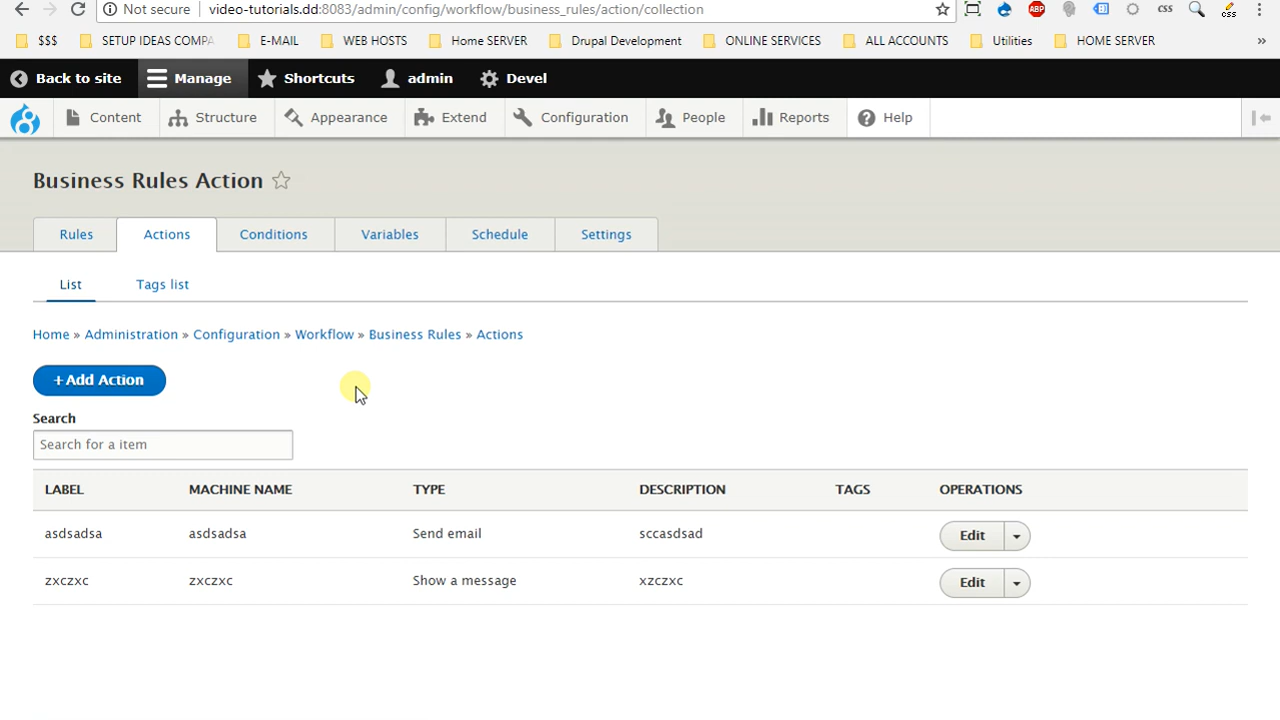 Not secure | video-tutorials.dd:8083/admin/config/workflow/business_rules/action/collection ABP css css
$$$ SETUP IDEAS COMPA E-MAIL WEB HOSTS Home SERVER Drupal Development ONLINE SERVICES ALL ACCOUNTS Utilities HOME SERVER »
Back to site Manage Shortcuts admin Devel
Content Structure Appearance Extend Configuration People Reports Help
Business Rules Action
Rules Actions Conditions Variables Schedule Settings
List Tags list
Home » Administration » Configuration » Workflow » Business Rules » Actions
+ Add Action
Search
Search for a item
LABEL MACHINE NAME TYPE DESCRIPTION TAGS OPERATIONS
asdsadsa asdsadsa Send email sccasdsad Edit
zxczxc zxczxc Show a message xzczxc Edit